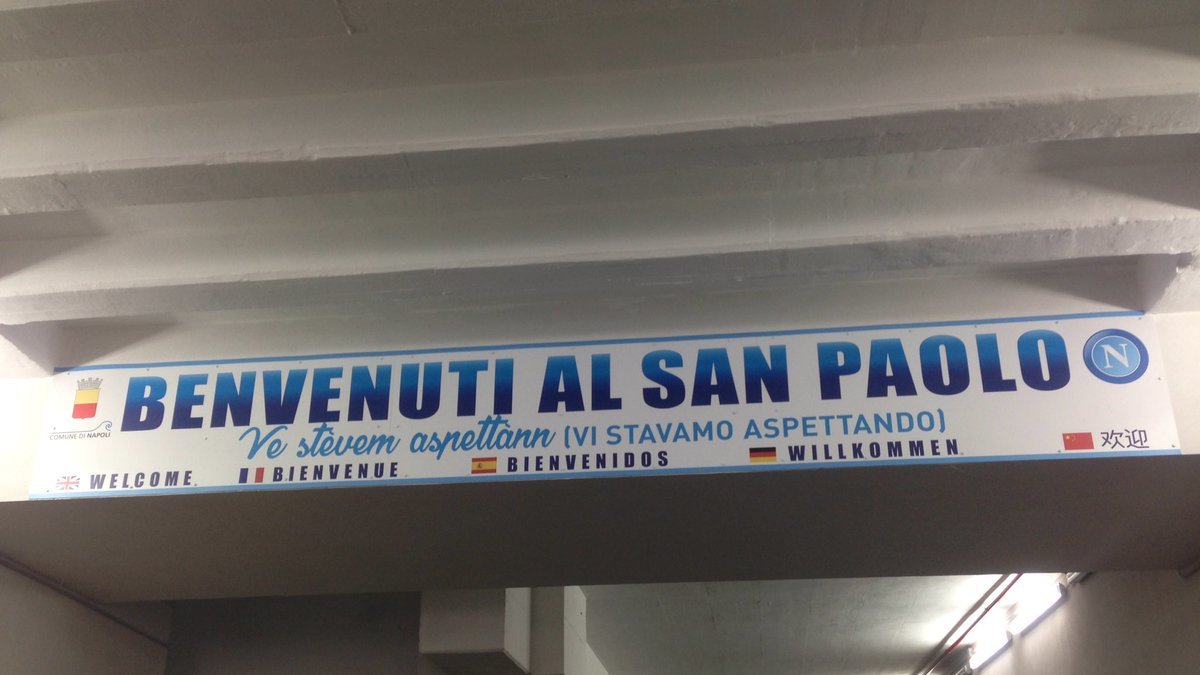 BENVENUTI AL SAN PAOLO
N
COMUNE DI NAPOLI
Ve stèvem aspettànn (VI STAVAMO ASPETTANDO)
WELCOME BIENVENUE BIENVENIDOS WILLKOMMEN 欢迎